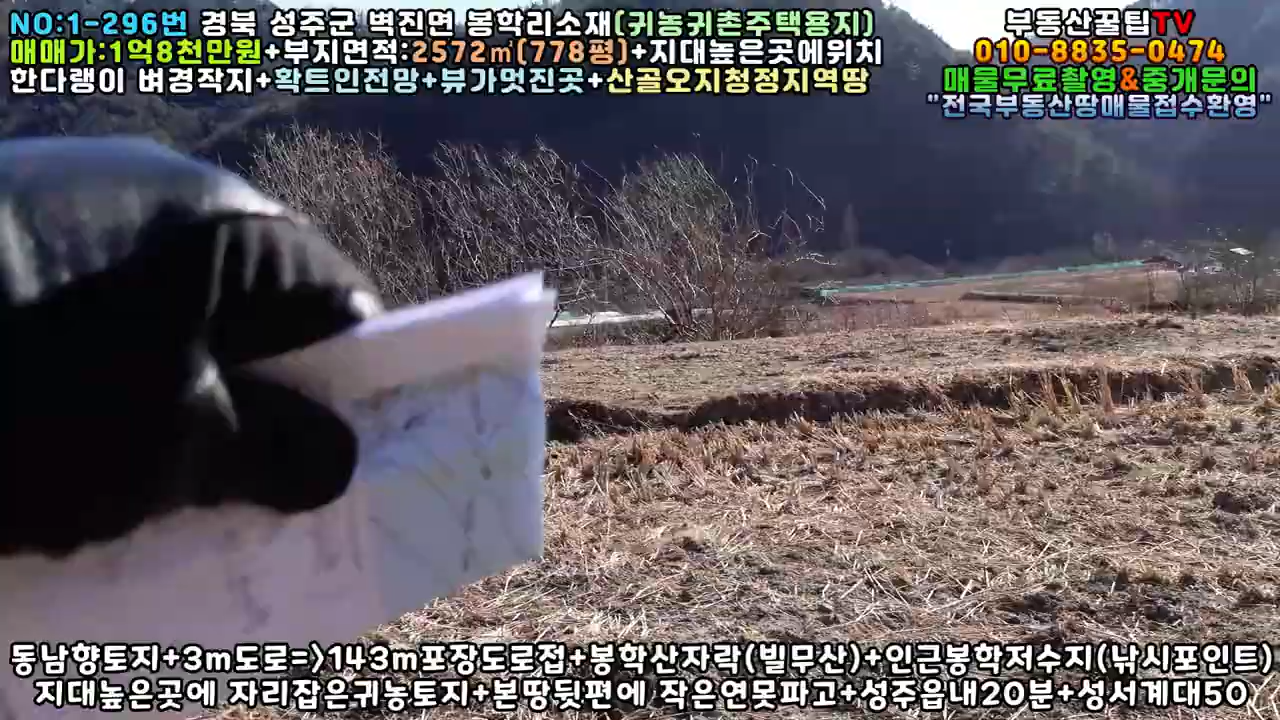 NO:1-296번 경북 성주군 벽진면 봉학리소재(귀농귀촌주택용지)
매매가:1억8천만원+부지면적:2572㎡(778평)+지대높은곳에위치
한다랭이 벼경작지+확트인전망+뷰가멋진곳+산골오지청정지역땅
부동산꿀팁TV
010-8835-0474
매물무료촬영&중개문의
"전국부동산땅매물접수환영"
동남향토지+3m도로=>143m포장도로접+봉학산자락(빌무산)+인근봉학저수지(낚시포인트)
지대높은곳에 자리잡은귀농토지+본땅뒷편에 작은연못파고+성주읍내20분+성서계대50